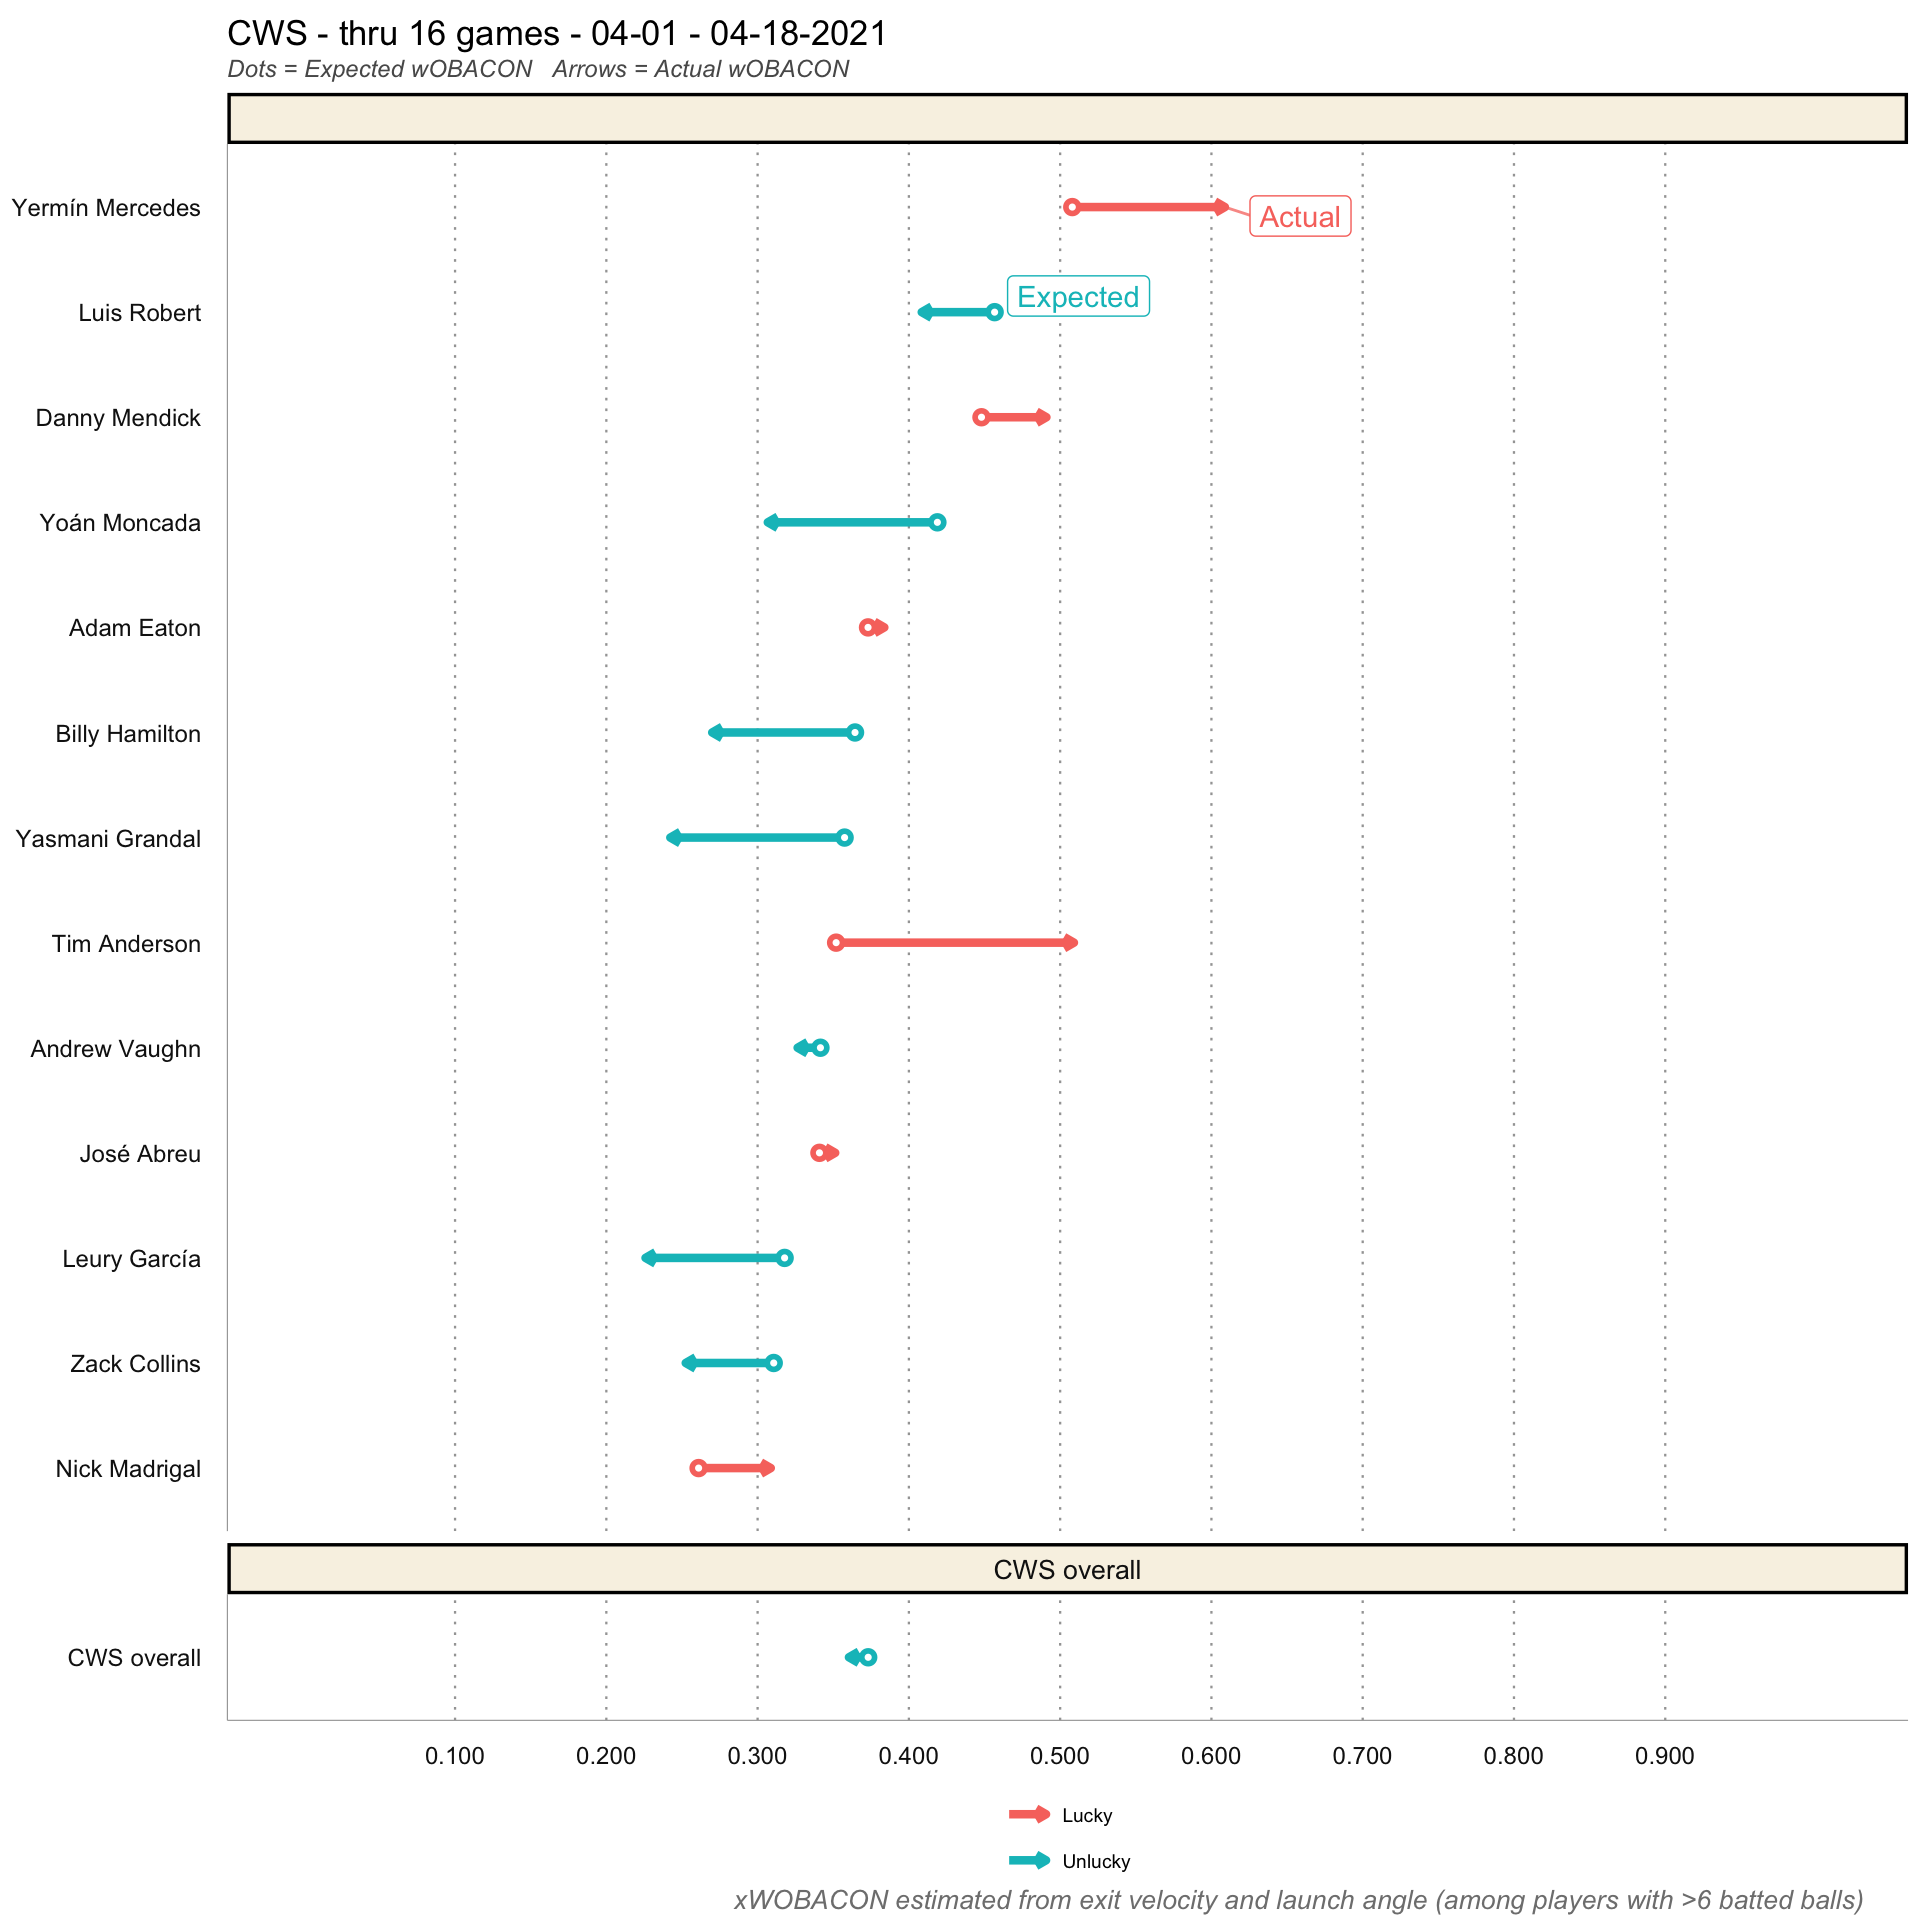 CWS - thru 16 games - 04-01 - 04-18-2021
Dots = Expected wOBACON   Arrows = Actual wOBACON
Yermín Mercedes
Actual
Luis Robert
Expected
Danny Mendick
Yoán Moncada
Adam Eaton
Billy Hamilton
Yasmani Grandal
Tim Anderson
Andrew Vaughn
José Abreu
Leury García
Zack Collins
Nick Madrigal
CWS overall
CWS overall
0.100 0.200 0.300 0.400 0.500 0.600 0.700 0.800 0.900
Lucky
Unlucky
xWOBACON estimated from exit velocity and launch angle (among players with >6 batted balls)